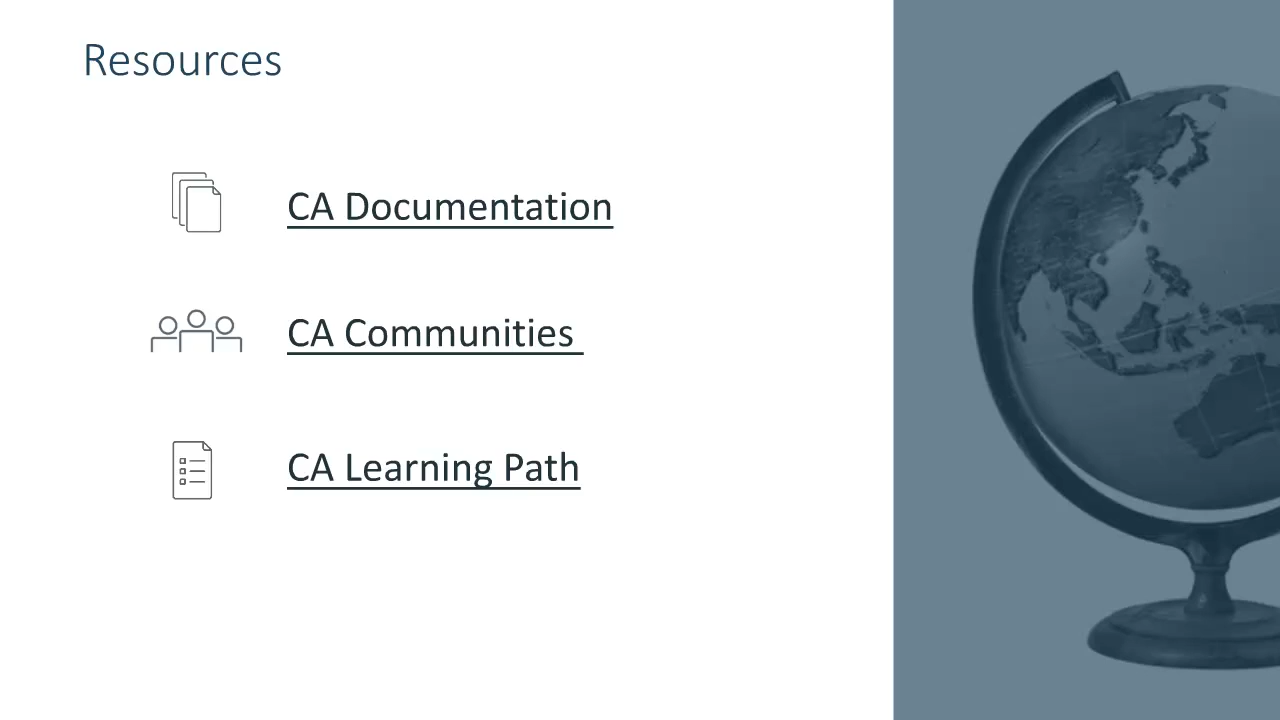 Resources
CA Documentation
CA Communities
CA Learning Path